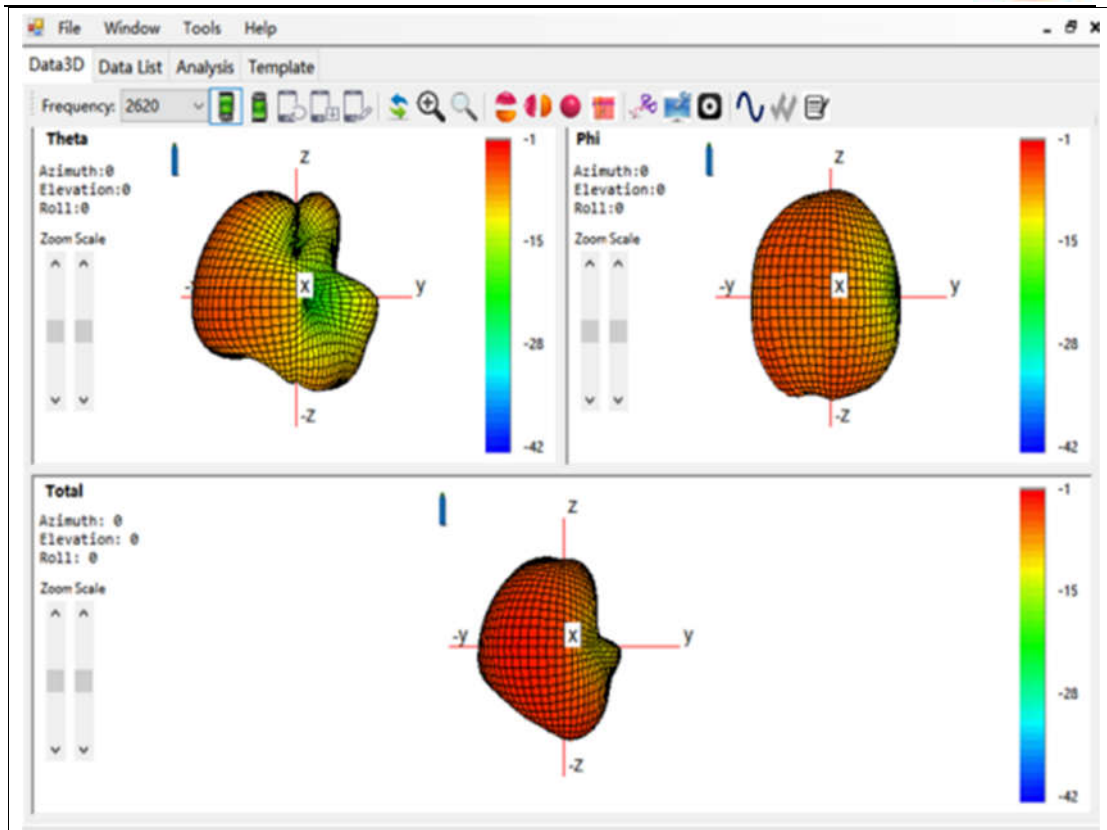 File Window Tools Help
Data3D Data List Analysis Template
Frequency: 2620
Theta
Azimuth:0
Elevation:0
Roll:0
Zoom Scale
z
x
y
-z
-1
-15
-28
-42
Phi
Azimuth:0
Elevation:0
Roll:0
Zoom Scale
z
-y
x
y
-z
-1
-15
-28
-42
Total
Azimuth: 0
Elevation: 0
Roll: 0
Zoom Scale
z
-y
x
y
-z
-1
-15
-28
-42